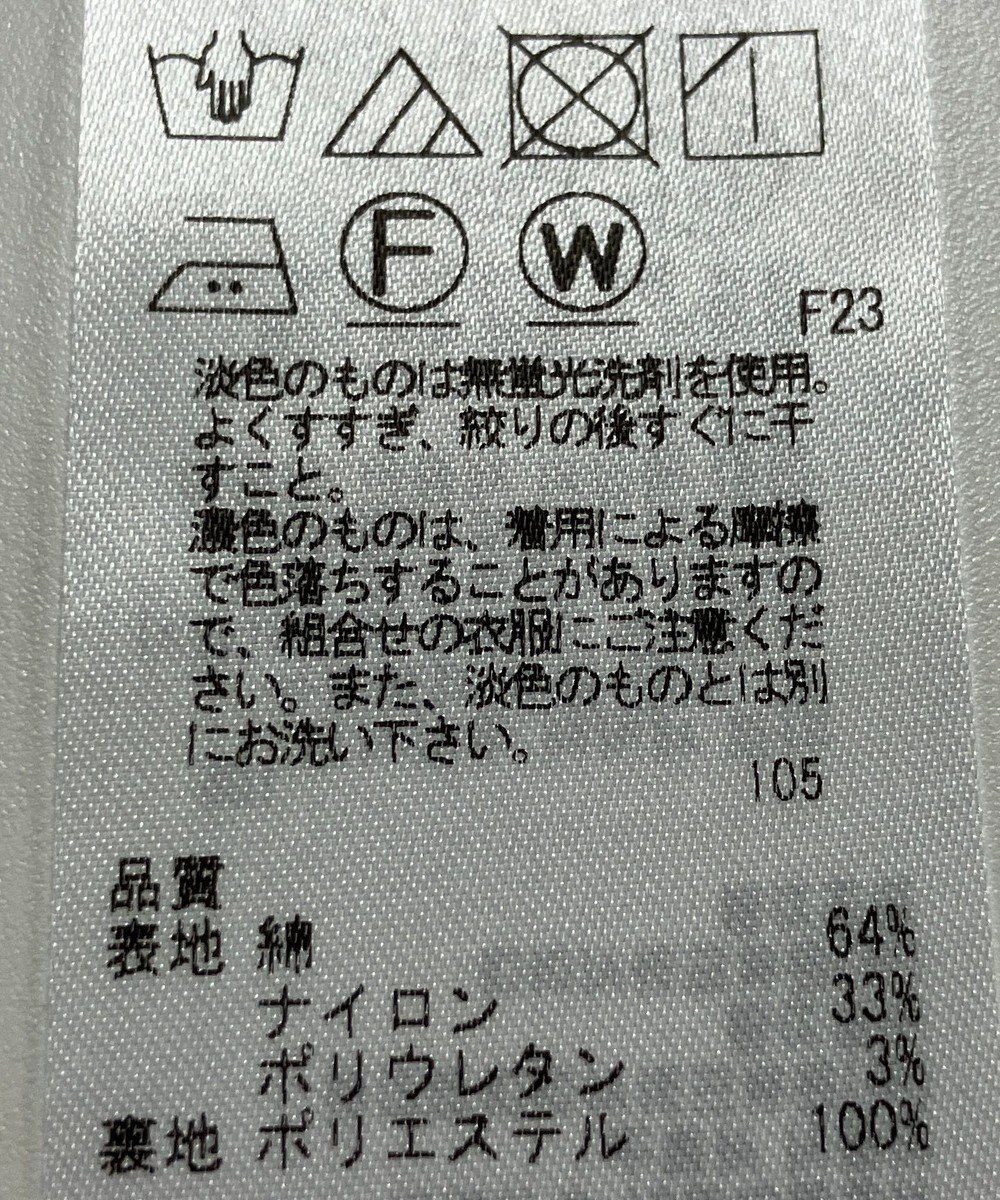 F W
F23
淡色のものは無蛍光洗剤を使用。
よくすすぎ、絞りの後すぐに干
すこと。
濃色のものは、着用による摩擦
で色落ちすることがありますの
で、組合せの衣服にご注意くだ
さい。また、淡色のものとは別
にお洗い下さい。
105
品質
表地 綿 64%
ナイロン 33%
ポリウレタン 3%
裏地 ポリエステル 100%